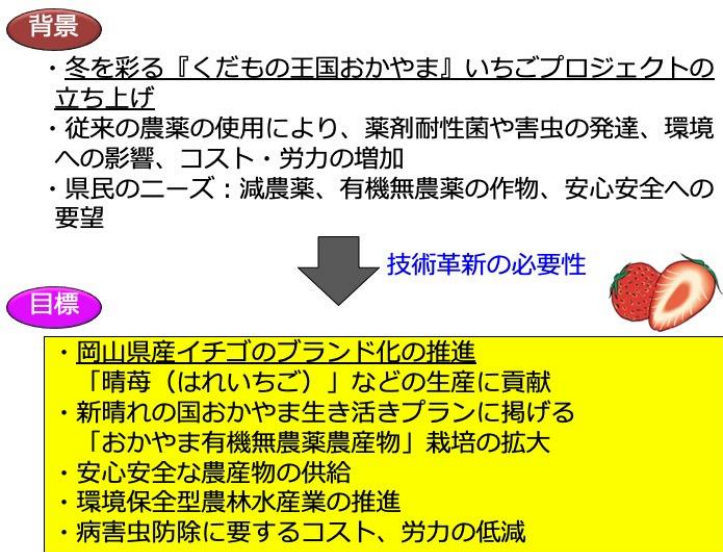 背景
・冬を彩る『くだもの王国おかやま』いちごプロジェクトの
立ち上げ
・従来の農薬の使用により、薬剤耐性菌や害虫の発達、環境
への影響、コスト・労力の増加
・県民のニーズ：減農薬、有機無農薬の作物、安心安全への
要望
技術革新の必要性
目標
・岡山県産イチゴのブランド化の推進
「晴苺（はれいちご）」などの生産に貢献
・新晴れの国おかやま生き活きプランに掲げる
「おかやま有機無農薬農産物」栽培の拡大
・安心安全な農産物の供給
・環境保全型農林水産業の推進
・病害虫防除に要するコスト、労力の低減